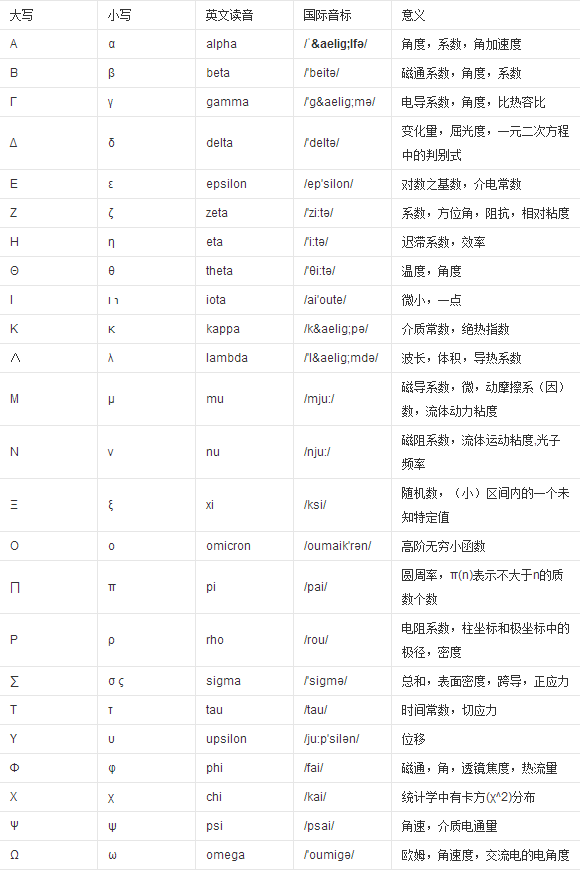 大写 小写 英文读音 国际音标 意义
Α α alpha /ˈ&aelig;lfə/ 角度，系数，角加速度
Β β beta /'beitə/ 磁通系数，角度，系数
Γ γ gamma /'g&aelig;mə/ 电导系数，角度，比热容比
Δ δ delta /'deltə/ 变化量，屈光度，一元二次方程
中的判别式
Ε ε epsilon /ep'silon/ 对数之基数，介电常数
Ζ ζ zeta /'zi:tə/ 系数，方位角，阻抗，相对粘度
Η η eta /'i:tə/ 迟滞系数，效率
Θ θ theta /'θi:tə/ 温度，角度
Ι ι ℩ iota /ai'oute/ 微小，一点
Κ κ kappa /k&aelig;pə/ 介质常数，绝热指数
∧ λ lambda /'l&aelig;mdə/ 波长，体积，导热系数
Μ μ mu /mju:/ 磁导系数，微，动摩擦系（因）
数，流体动力粘度
Ν ν nu /nju:/ 磁阻系数，流体运动粘度,光子
频率
Ξ ξ xi /ksi/ 随机数，（小）区间内的一个未
知特定值
Ο ο omicron /oumaik'rən/ 高阶无穷小函数
∏ π pi /pai/ 圆周率，π(n)表示不大于n的质
数个数
Ρ ρ rho /rou/ 电阻系数，柱坐标和极坐标中的
极径，密度
∑ σ ς sigma /'sigmə/ 总和，表面密度，跨导，正应力
Τ τ tau /tau/ 时间常数，切应力
Υ υ upsilon /ju:p'silən/ 位移
Φ φ phi /fai/ 磁通，角，透镜焦度，热流量
Χ χ chi /kai/ 统计学中有卡方(χ^2)分布
Ψ ψ psi /psai/ 角速，介质电通量
Ω ω omega /'oumigə/ 欧姆，角速度，交流电的电角度